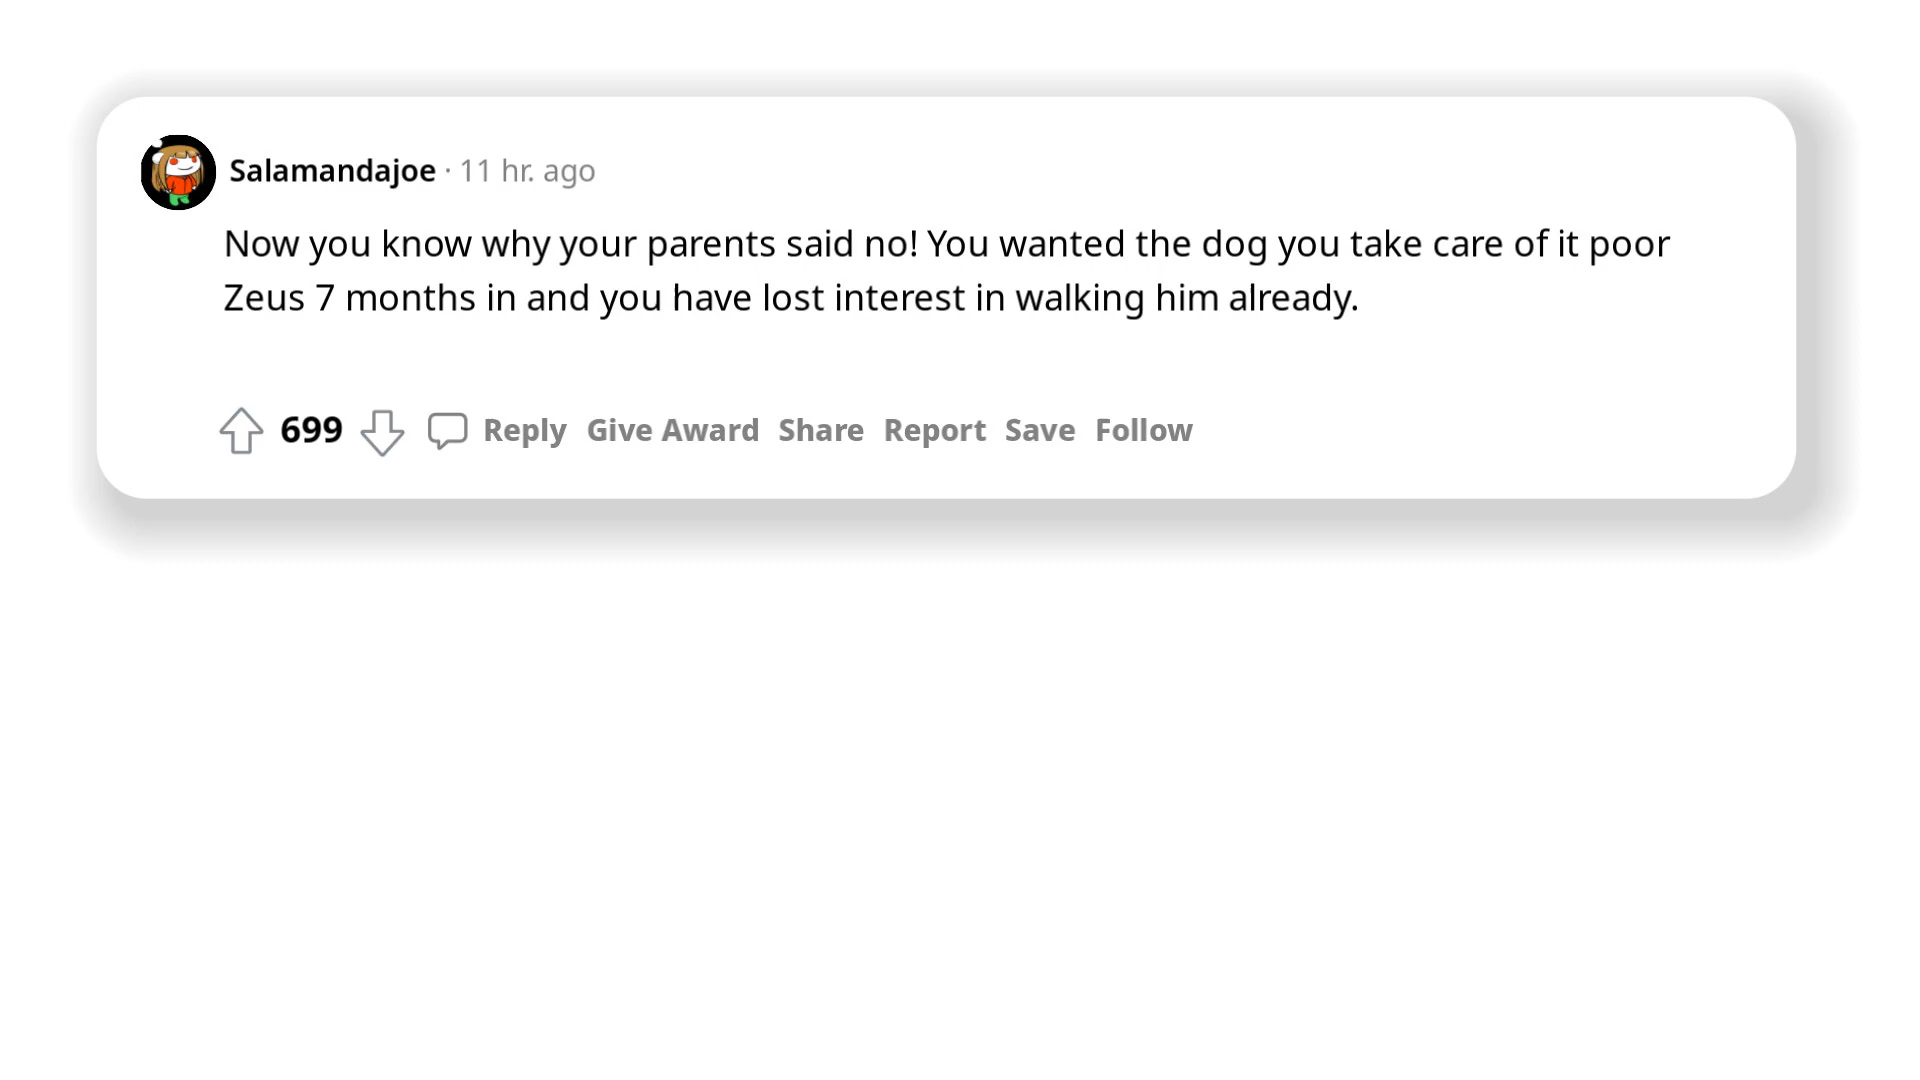 Salamandajoe · 11 hr. ago
Now you know why your parents said no! You wanted the dog you take care of it poor
Zeus 7 months in and you have lost interest in walking him already.
699 Reply Give Award Share Report Save Follow